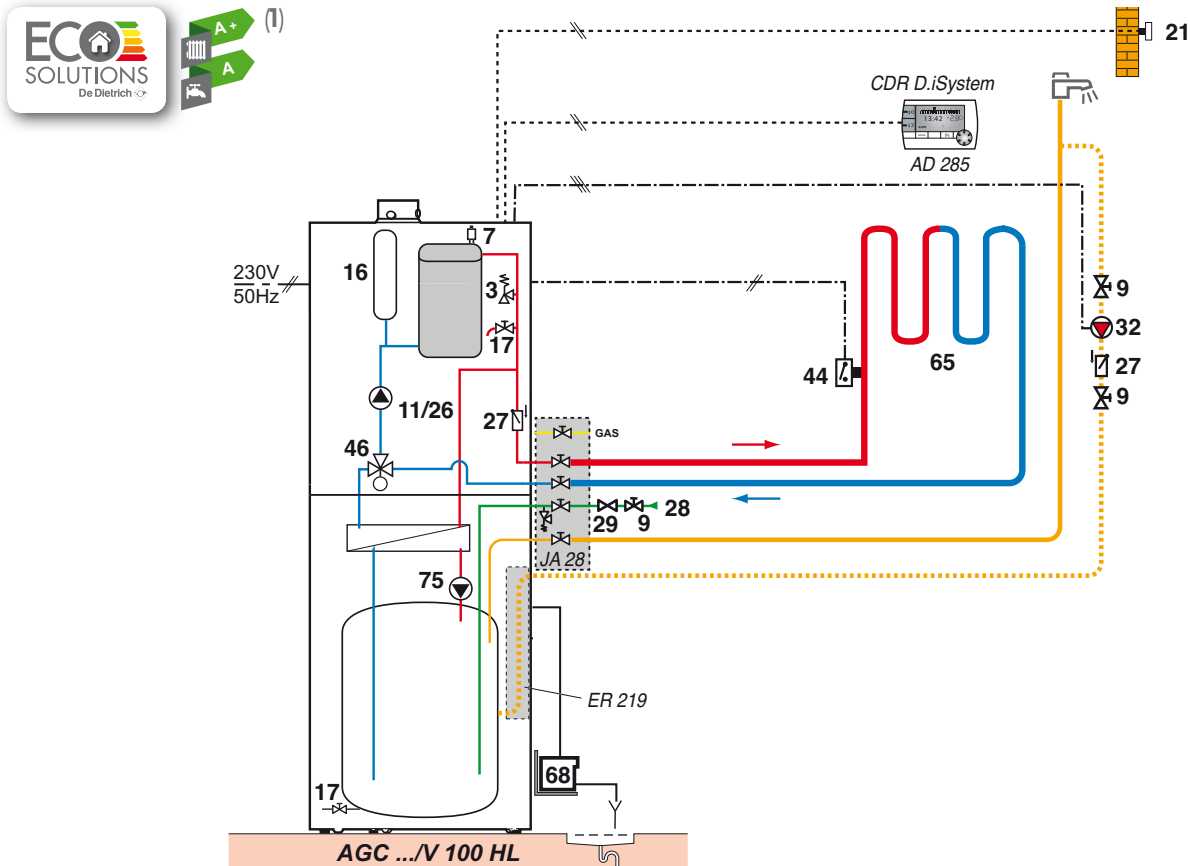 ECO
SOLUTIONS
De Dietrich
A+
A
(1)
21
CDR D.iSystem
13:42
AD 285
7
16
230V
50Hz
3
17
9
32
27
9
44
65
11/26
27
GAS
46
29
9
28
JA 28
75
ER 219
68
17
AGC .../V 100 HL